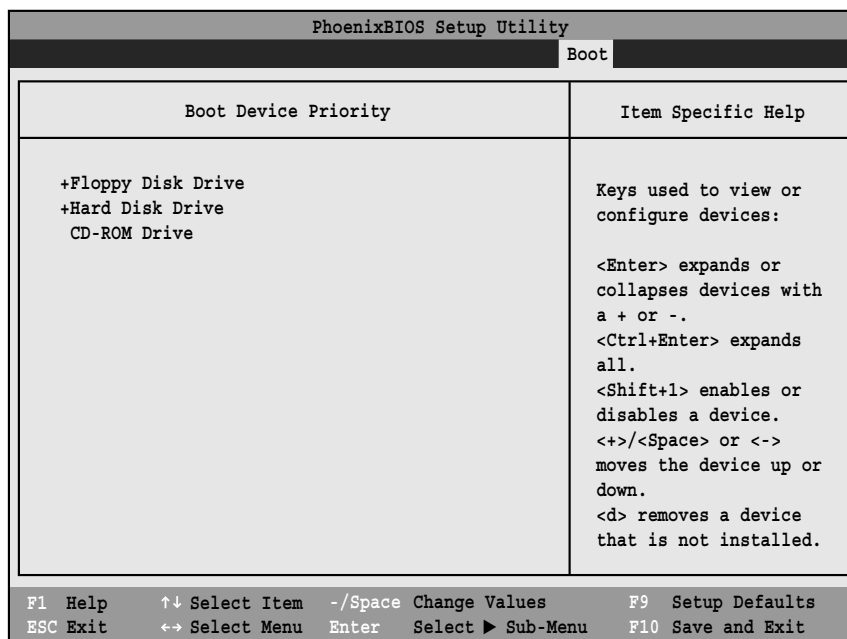 PhoenixBIOS Setup Utility
Boot
Boot Device Priority
Item Specific Help
+Floppy Disk Drive
+Hard Disk Drive
CD-ROM Drive
Keys used to view or
configure devices:
<Enter> expands or
collapses devices with
a + or -.
<Ctrl+Enter> expands
all.
<Shift+1> enables or
disables a device.
<+>/<Space> or <->
moves the device up or
down.
<d> removes a device
that is not installed.
F1 Help ↑↓ Select Item -/Space Change Values F9 Setup Defaults
ESC Exit ←→ Select Menu Enter Select ▶ Sub-Menu F10 Save and Exit